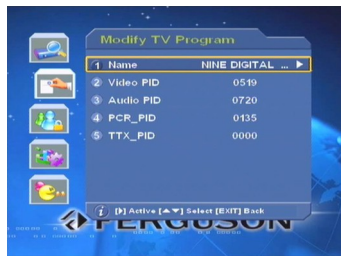 Modify TV Program
1 Name NINE DIGITAL ...
2 Video PID 0519
3 Audio PID 0720
4 PCR_PID 0135
5 TTX_PID 0000
i [▶] Active [▲▼] Select [EXIT] Back
FERGUSON